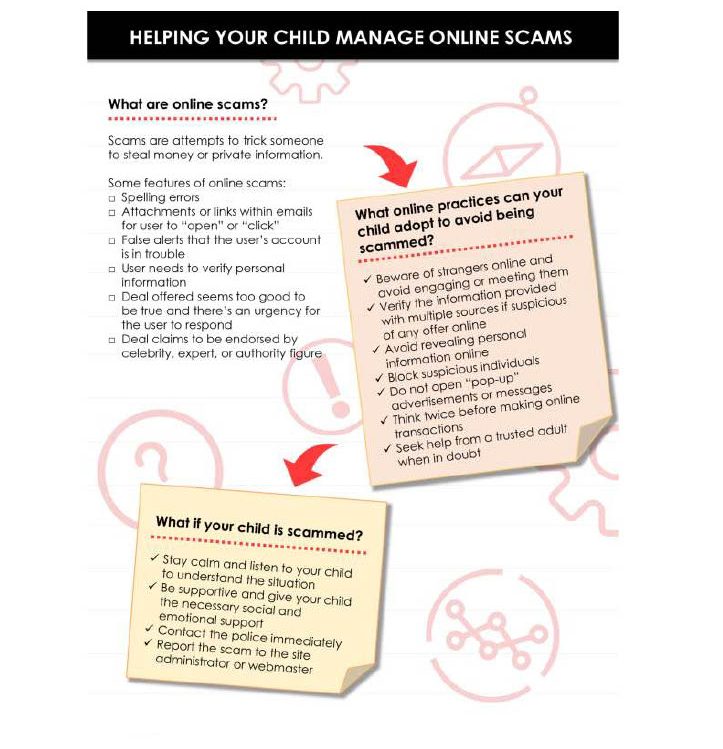 HELPING YOUR CHILD MANAGE ONLINE SCAMS
What are online scams?
Scams are attempts to trick someone
to steal money or private information.
Some features of online scams:
Spelling errors
Attachments or links within emails
for user to "open" or "click"
False alerts that the user's account
is in trouble
User needs to verify personal
information
Deal offered seems too good to
be true and there's an urgency for
the user to respond
Deal claims to be endorsed by
celebrity, expert, or authority figure
What online practices can your
child adopt to avoid being
scammed?
✓ Beware of strangers online and
avoid engaging or meeting them
✓ Verify the information provided
with multiple sources if suspicious
of any offer online
✓ Avoid revealing personal
information online
✓ Block suspicious individuals
✓ Do not open "pop-up"
advertisements or messages
✓ Think twice before making online
transactions
✓ Seek help from a trusted adult
when in doubt
What if your child is scammed?
✓ Stay calm and listen to your child
to understand the situation
✓ Be supportive and give your child
the necessary social and
emotional support
✓ Contact the police immediately
✓ Report the scam to the site
administrator or webmaster